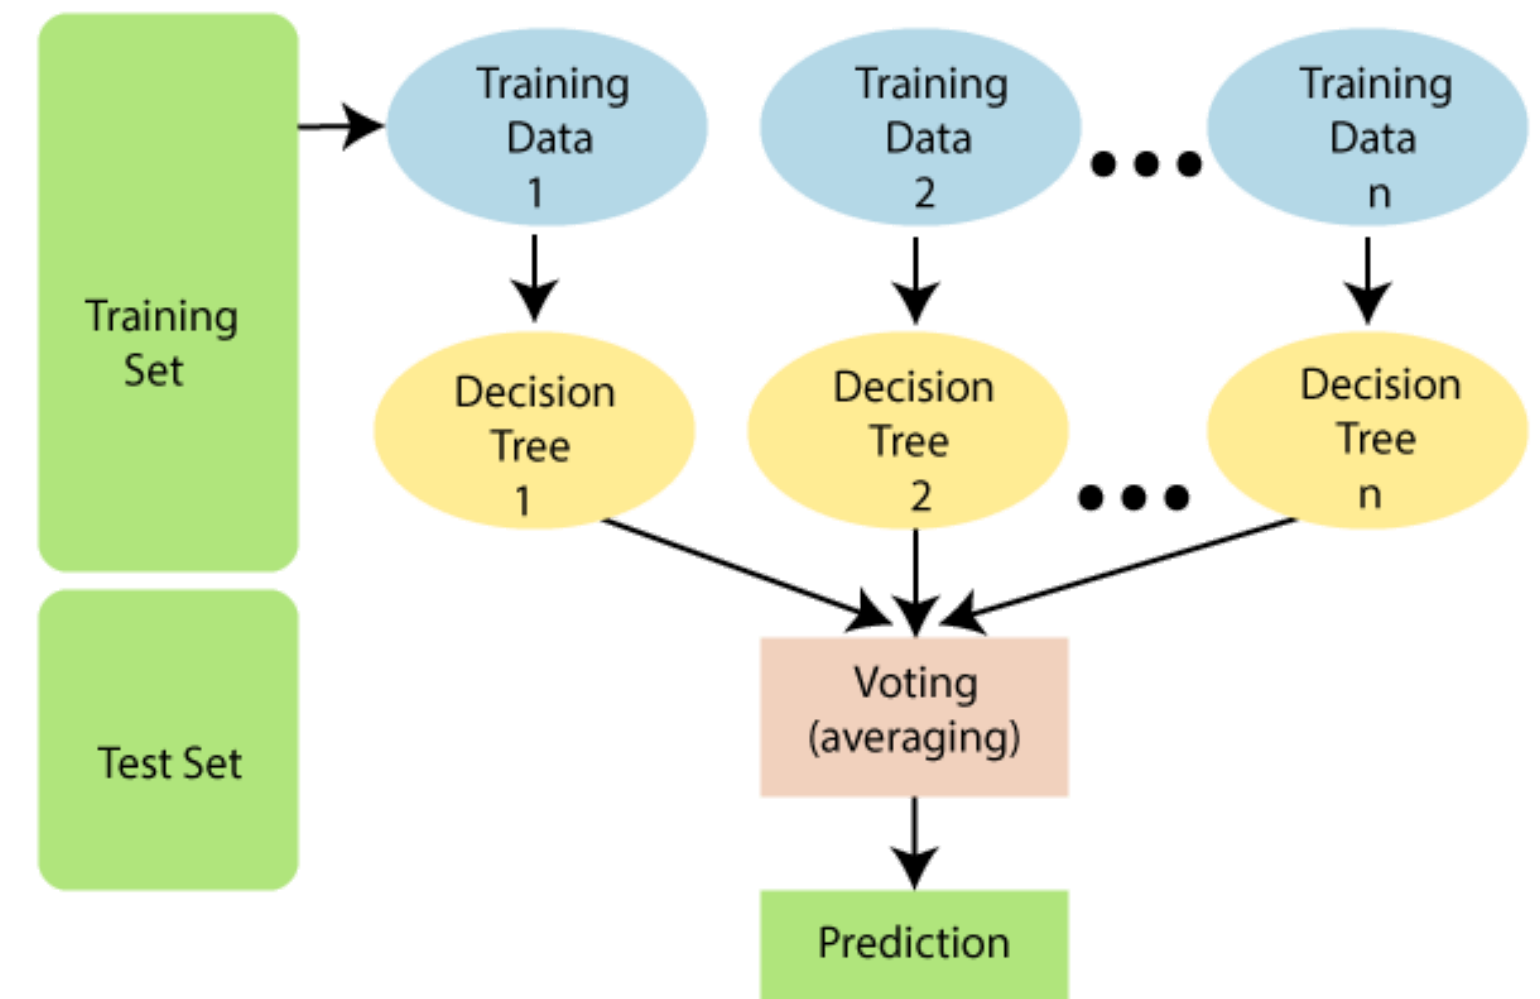 Training
Set
Test Set
Training
Data
1
Training
Data
2
Training
Data
n
Decision
Tree
1
Decision
Tree
2
Decision
Tree
n
Voting
(averaging)
Prediction